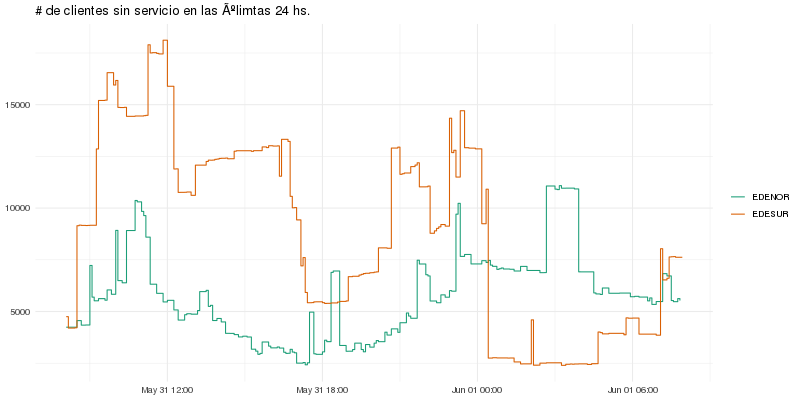 # de clientes sin servicio en las Ãºlimtas 24 hs.
15000
10000
5000
May 31 12:00
May 31 18:00
Jun 01 00:00
Jun 01 06:00
EDENOR
EDESUR